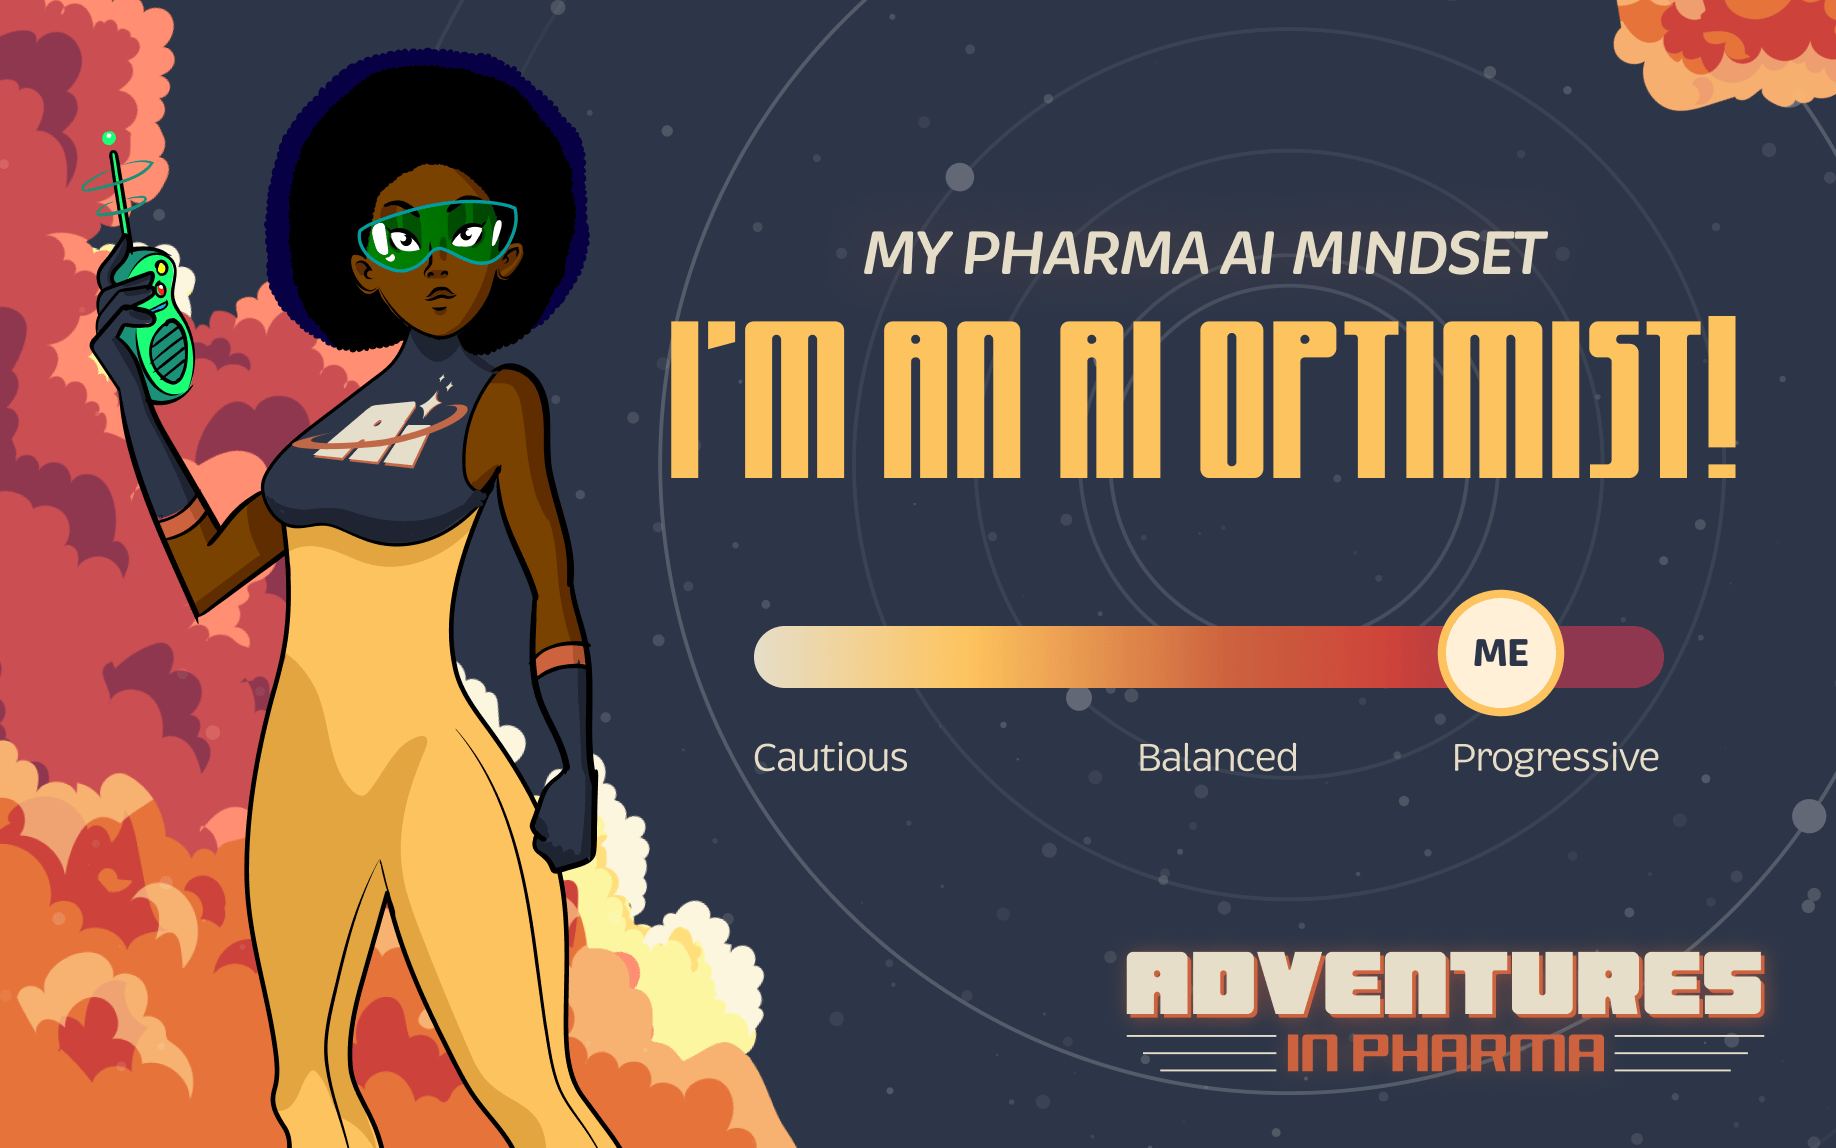 MY PHARMA AI MINDSET
I'M AN AI OPTIMIST!
AI
ME
Cautious Balanced Progressive
ADVENTURES
IN PHARMA